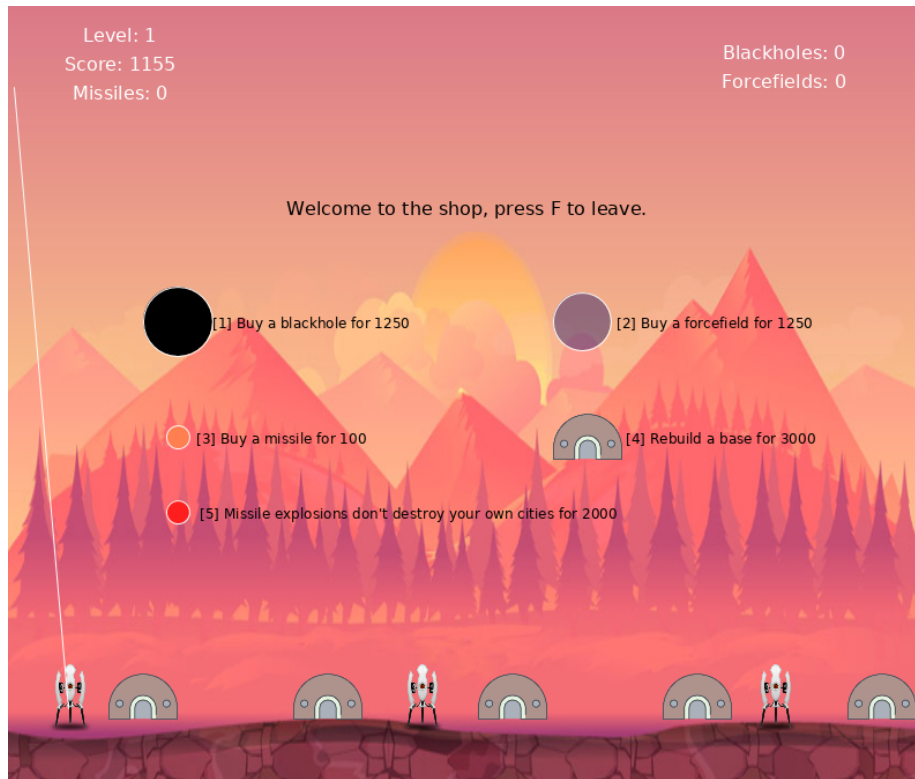 Level: 1
Score: 1155
Missiles: 0
Blackholes: 0
Forcefields: 0
Welcome to the shop, press F to leave.
[1] Buy a blackhole for 1250
[2] Buy a forcefield for 1250
[3] Buy a missile for 100
[4] Rebuild a base for 3000
[5] Missile explosions don't destroy your own cities for 2000